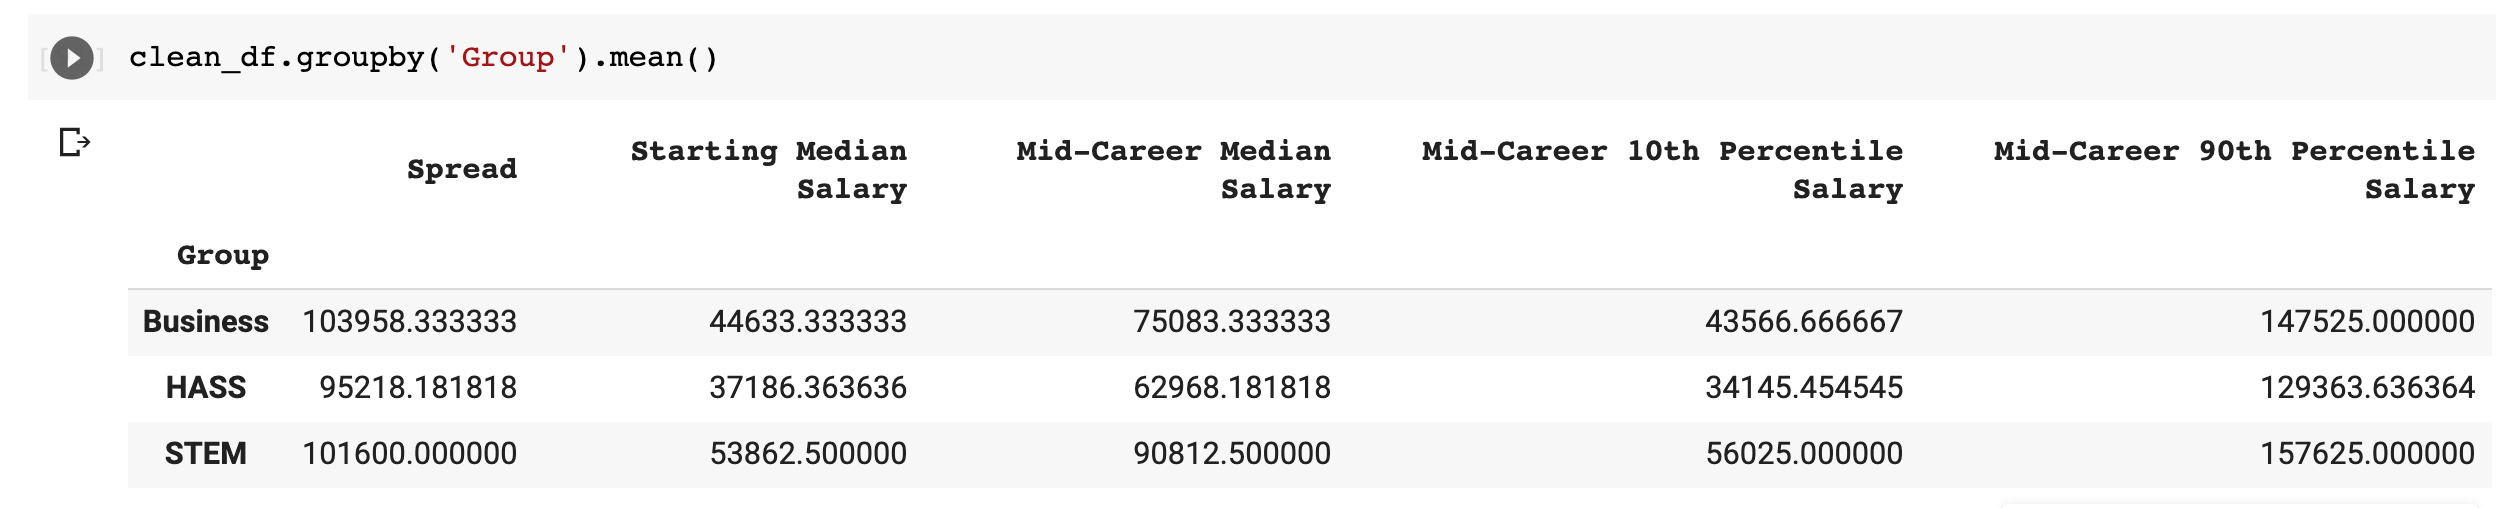 clean_df.groupby('Group').mean()
Spread Starting Median Salary Mid-Career Median Salary Mid-Career 10th Percentile Salary Mid-Career 90th Percentile Salary
Group
Business 103958.333333 44633.333333 75083.333333 43566.666667 147525.000000
HASS 95218.181818 37186.363636 62968.181818 34145.454545 129363.636364
STEM 101600.000000 53862.500000 90812.500000 56025.000000 157625.000000